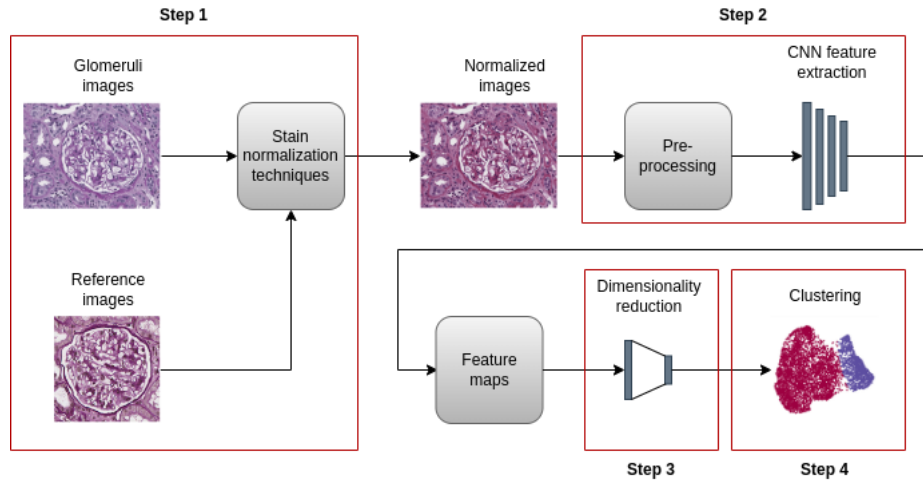 Step 1
Step 2
Glomeruli
images
Stain
normalization
techniques
Reference
images
Normalized
images
Pre-
processing
CNN feature
extraction
Feature
maps
Dimensionality
reduction
Clustering
Step 3
Step 4